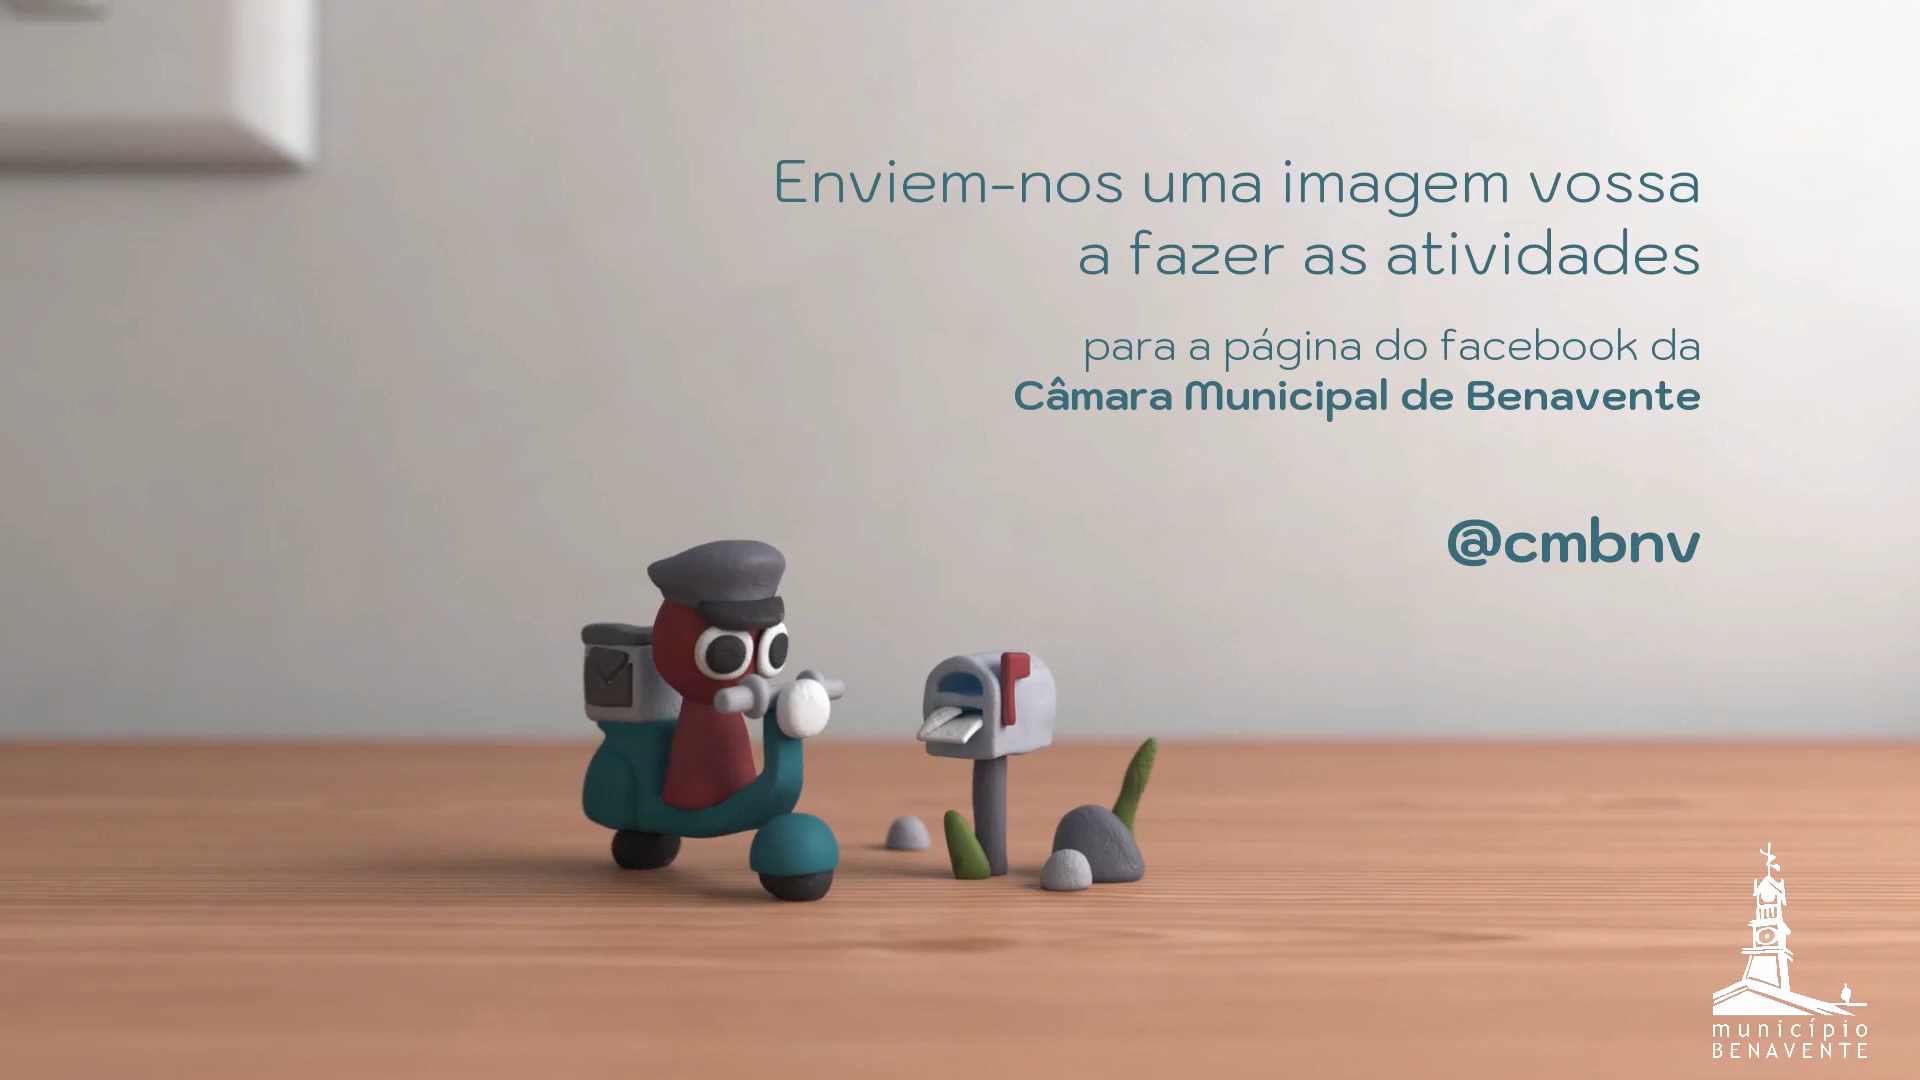 Enviem-nos uma imagem vossa
a fazer as atividades
para a página do facebook da
Câmara Municipal de Benavente
@cmbnv
município
BENAVENTE